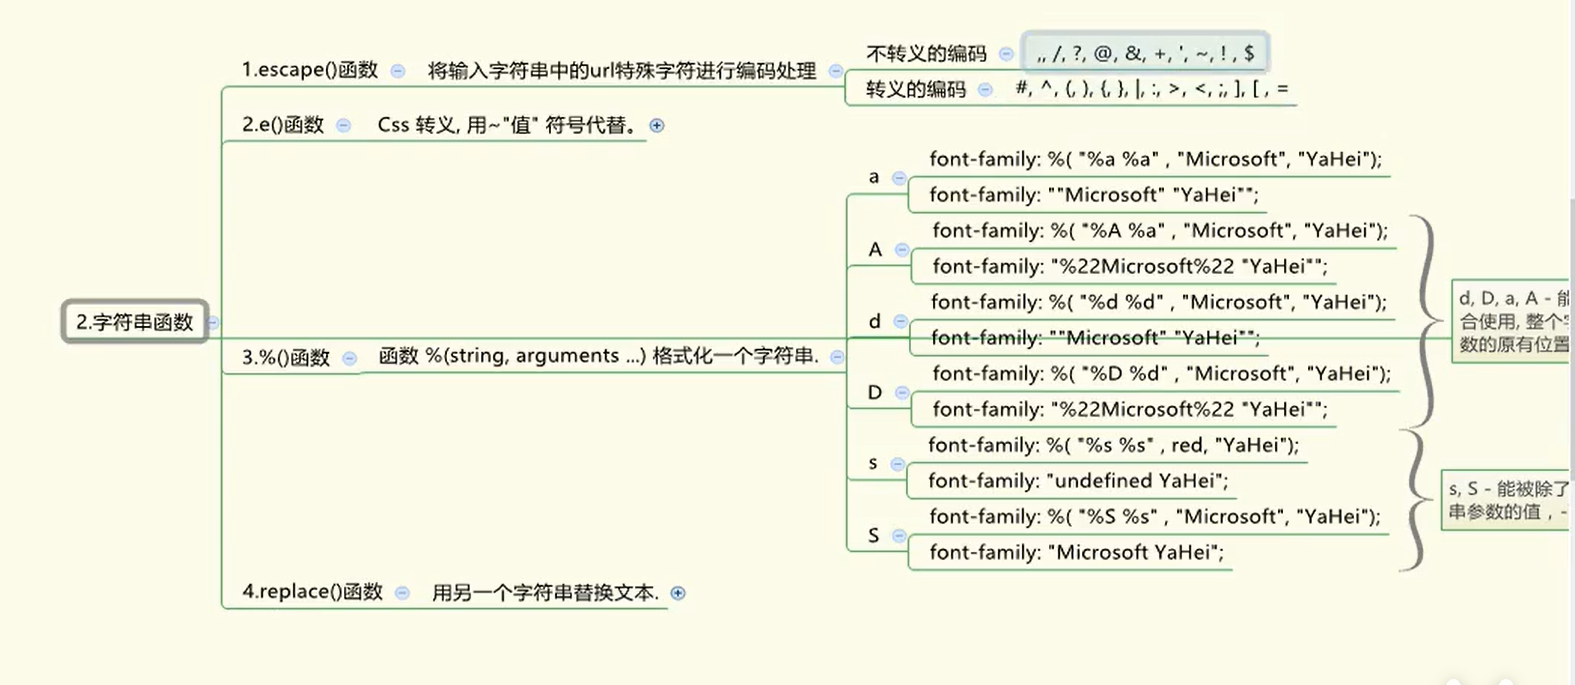 2.字符串函数
1.escape()函数
将输入字符串中的url特殊字符进行编码处理
不转义的编码
,, /, ?, @, &, +, ', ~, ! , $
转义的编码
#, ^, (, ), {, }, |, :, >, <, ;, ], [ , =
2.e()函数
Css 转义, 用~"值" 符号代替。
3.%()函数
函数 %(string, arguments ...) 格式化一个字符串.
a
font-family: %( "%a %a" , "Microsoft", "YaHei");
font-family: ""Microsoft" "YaHei"";
A
font-family: %( "%A %a" , "Microsoft", "YaHei");
font-family: "%22Microsoft%22 "YaHei"";
d
font-family: %( "%d %d" , "Microsoft", "YaHei");
font-family: ""Microsoft" "YaHei"";
D
font-family: %( "%D %d" , "Microsoft", "YaHei");
font-family: "%22Microsoft%22 "YaHei"";
s
font-family: %( "%s %s" , red, "YaHei");
font-family: "undefined YaHei";
S
font-family: %( "%S %s" , "Microsoft", "YaHei");
font-family: "Microsoft YaHei";
d, D, a, A - 能
合使用, 整个
数的原有位置
s, S - 能被除了
串参数的值 , -
4.replace()函数
用另一个字符串替换文本.